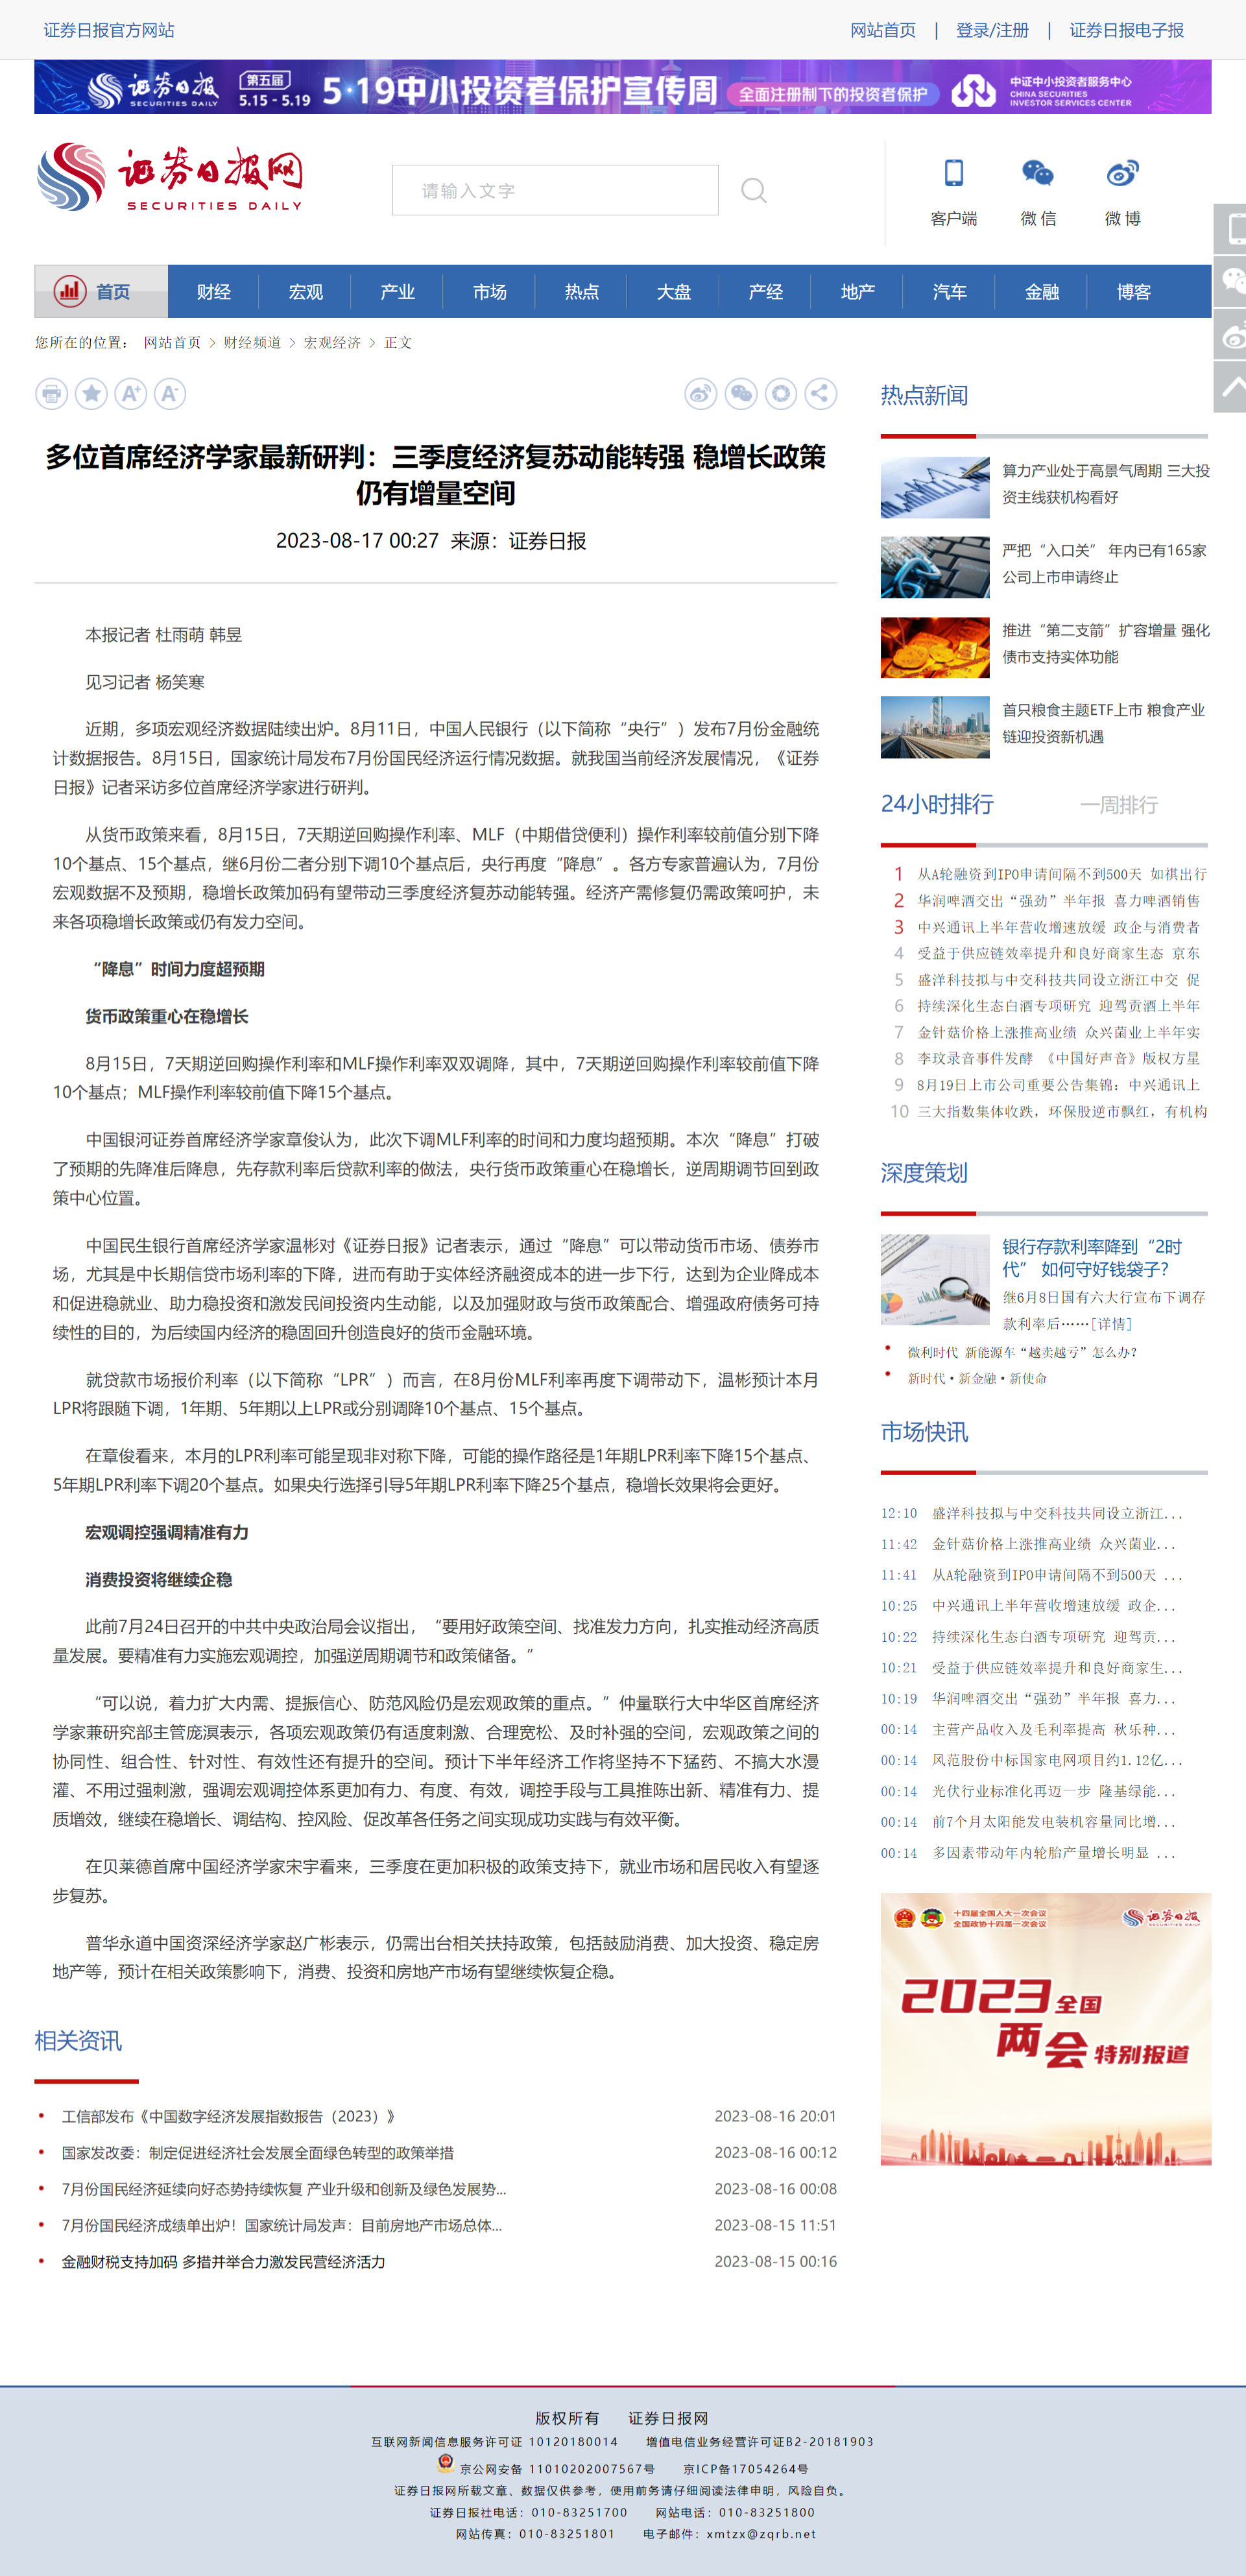 证券日报官方网站
网站首页 | 登录/注册 | 证券日报电子报
证券日报
SECURITIES DAILY
第五届
5.15 - 5.19
5·19中小投资者保护宣传周
全面注册制下的投资者保护
中证中小投资者服务中心
CHINA SECURITIES
INVESTOR SERVICES CENTER
证券日报网
SECURITIES DAILY
请输入文字
客户端
微 信
微 博
首页 财经 宏观 产业 市场 热点 大盘 产经 地产 汽车 金融 博客
您所在的位置： 网站首页 > 财经频道 > 宏观经济 > 正文
多位首席经济学家最新研判：三季度经济复苏动能转强 稳增长政策
仍有增量空间
2023-08-17 00:27 来源：证券日报
本报记者 杜雨萌 韩昱
见习记者 杨笑寒
近期，多项宏观经济数据陆续出炉。8月11日，中国人民银行（以下简称“央行”）发布7月份金融统
计数据报告。8月15日，国家统计局发布7月份国民经济运行情况数据。就我国当前经济发展情况，《证券
日报》记者采访多位首席经济学家进行研判。
从货币政策来看，8月15日，7天期逆回购操作利率、MLF（中期借贷便利）操作利率较前值分别下降
10个基点、15个基点，继6月份二者分别下调10个基点后，央行再度“降息”。各方专家普遍认为，7月份
宏观数据不及预期，稳增长政策加码有望带动三季度经济复苏动能转强。经济产需修复仍需政策呵护，未
来各项稳增长政策或仍有发力空间。
“降息”时间力度超预期
货币政策重心在稳增长
8月15日，7天期逆回购操作利率和MLF操作利率双双调降，其中，7天期逆回购操作利率较前值下降
10个基点；MLF操作利率较前值下降15个基点。
中国银河证券首席经济学家章俊认为，此次下调MLF利率的时间和力度均超预期。本次“降息”打破
了预期的先降准后降息，先存款利率后贷款利率的做法，央行货币政策重心在稳增长，逆周期调节回到政
策中心位置。
中国民生银行首席经济学家温彬对《证券日报》记者表示，通过“降息”可以带动货币市场、债券市
场，尤其是中长期信贷市场利率的下降，进而有助于实体经济融资成本的进一步下行，达到为企业降成本
和促进稳就业、助力稳投资和激发民间投资内生动能，以及加强财政与货币政策配合、增强政府债务可持
续性的目的，为后续国内经济的稳固回升创造良好的货币金融环境。
就贷款市场报价利率（以下简称“LPR”）而言，在8月份MLF利率再度下调带动下，温彬预计本月
LPR将跟随下调，1年期、5年期以上LPR或分别调降10个基点、15个基点。
在章俊看来，本月的LPR利率可能呈现非对称下降，可能的操作路径是1年期LPR利率下降15个基点、
5年期LPR利率下调20个基点。如果央行选择引导5年期LPR利率下降25个基点，稳增长效果将会更好。
宏观调控强调精准有力
消费投资将继续企稳
此前7月24日召开的中共中央政治局会议指出，“要用好政策空间、找准发力方向，扎实推动经济高质
量发展。要精准有力实施宏观调控，加强逆周期调节和政策储备。”
“可以说，着力扩大内需、提振信心、防范风险仍是宏观政策的重点。”仲量联行大中华区首席经济
学家兼研究部主管庞溟表示，各项宏观政策仍有适度刺激、合理宽松、及时补强的空间，宏观政策之间的
协同性、组合性、针对性、有效性还有提升的空间。预计下半年经济工作将坚持不下猛药、不搞大水漫
灌、不用过强刺激，强调宏观调控体系更加有力、有度、有效，调控手段与工具推陈出新、精准有力、提
质增效，继续在稳增长、调结构、控风险、促改革各任务之间实现成功实践与有效平衡。
在贝莱德首席中国经济学家宋宇看来，三季度在更加积极的政策支持下，就业市场和居民收入有望逐
步复苏。
普华永道中国资深经济学家赵广彬表示，仍需出台相关扶持政策，包括鼓励消费、加大投资、稳定房
地产等，预计在相关政策影响下，消费、投资和房地产市场有望继续恢复企稳。
相关资讯
工信部发布《中国数字经济发展指数报告（2023）》 2023-08-16 20:01
国家发改委：制定促进经济社会发展全面绿色转型的政策举措 2023-08-16 00:12
7月份国民经济延续向好态势持续恢复 产业升级和创新及绿色发展势... 2023-08-16 00:08
7月份国民经济成绩单出炉！国家统计局发声：目前房地产市场总体... 2023-08-15 11:51
金融财税支持加码 多措并举合力激发民营经济活力 2023-08-15 00:16
热点新闻
算力产业处于高景气周期 三大投
资主线获机构看好
严把“入口关” 年内已有165家
公司上市申请终止
推进“第二支箭”扩容增量 强化
债市支持实体功能
首只粮食主题ETF上市 粮食产业
链迎投资新机遇
24小时排行 一周排行
1 从A轮融资到IPO申请间隔不到500天 如祺出行
2 华润啤酒交出“强劲”半年报 喜力啤酒销售
3 中兴通讯上半年营收增速放缓 政企与消费者
4 受益于供应链效率提升和良好商家生态 京东
5 盛洋科技拟与中交科技共同设立浙江中交 促
6 持续深化生态白酒专项研究 迎驾贡酒上半年
7 金针菇价格上涨推高业绩 众兴菌业上半年实
8 李玟录音事件发酵 《中国好声音》版权方星
9 8月19日上市公司重要公告集锦：中兴通讯上
10 三大指数集体收跌，环保股逆市飘红，有机构
深度策划
银行存款利率降到“2时
代” 如何守好钱袋子?
继6月8日国有六大行宣布下调存
款利率后……[详情]
微利时代 新能源车“越卖越亏”怎么办?
新时代·新金融·新使命
市场快讯
12:10 盛洋科技拟与中交科技共同设立浙江...
11:42 金针菇价格上涨推高业绩 众兴菌业...
11:41 从A轮融资到IPO申请间隔不到500天 ...
10:25 中兴通讯上半年营收增速放缓 政企...
10:22 持续深化生态白酒专项研究 迎驾贡...
10:21 受益于供应链效率提升和良好商家生...
10:19 华润啤酒交出“强劲”半年报 喜力...
00:14 主营产品收入及毛利率提高 秋乐种...
00:14 风范股份中标国家电网项目约1.12亿...
00:14 光伏行业标准化再迈一步 隆基绿能...
00:14 前7个月太阳能发电装机容量同比增...
00:14 多因素带动年内轮胎产量增长明显 ...
十四届全国人大一次会议
全国政协十四届一次会议
证券日报
2023全国
两会特别报道
版权所有 证券日报网
互联网新闻信息服务许可证 10120180014 增值电信业务经营许可证B2-20181903
京公网安备 11010202007567号 京ICP备17054264号
证券日报网所载文章、数据仅供参考，使用前务请仔细阅读法律申明，风险自负。
证券日报社电话：010-83251700 网站电话：010-83251800
网站传真：010-83251801 电子邮件：xmtzx@zqrb.net